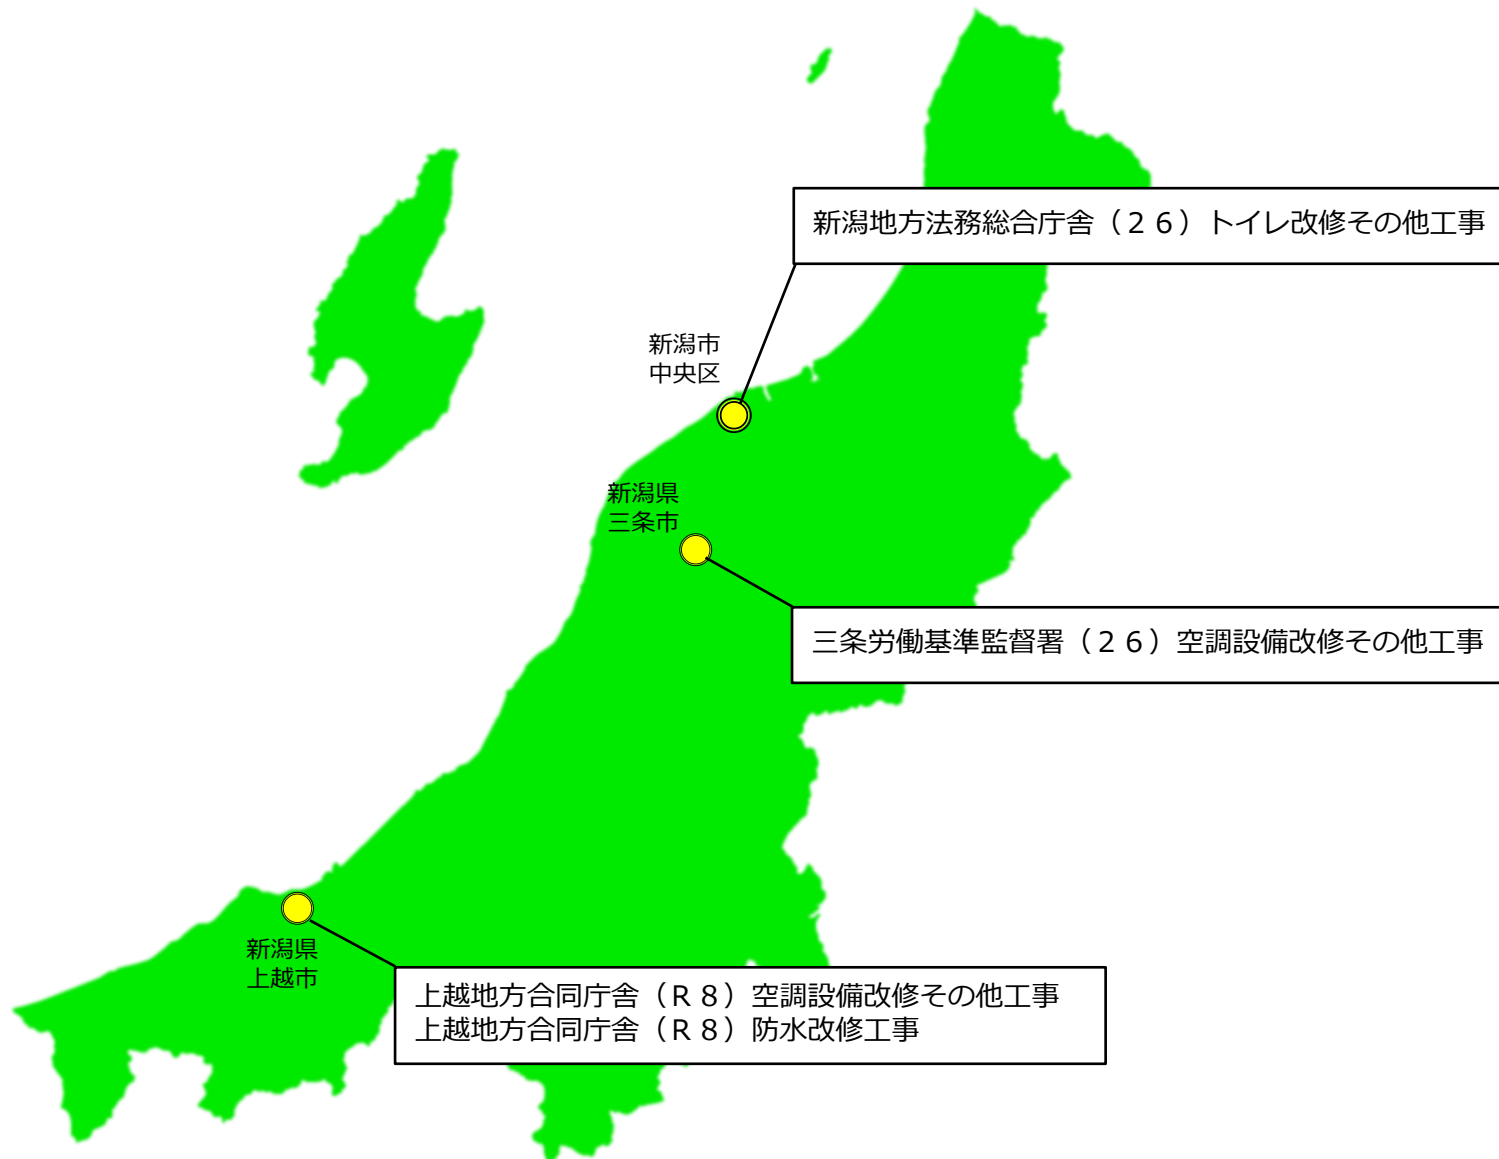 新潟地方法務総合庁舎（２６）トイレ改修その他工事
新潟市
中央区
新潟県
三条市
三条労働基準監督署（２６）空調設備改修その他工事
新潟県
上越市
上越地方合同庁舎（Ｒ８）空調設備改修その他工事
上越地方合同庁舎（Ｒ８）防水改修工事